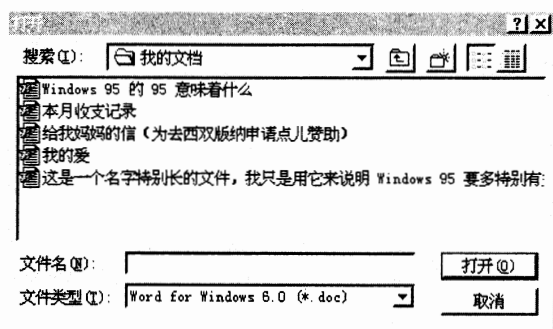 打开
搜索(I): 我的文档
Windows 95 的 95 意味着什么
本月收支记录
给我妈妈的信（为去西双版纳申请点儿赞助）
我的爱
这是一个名字特别长的文件，我只是用它来说明 Windows 95 要多特别有
文件名(N):
打开(O)
文件类型(T): Word for Windows 6.0 (*.doc)
取消